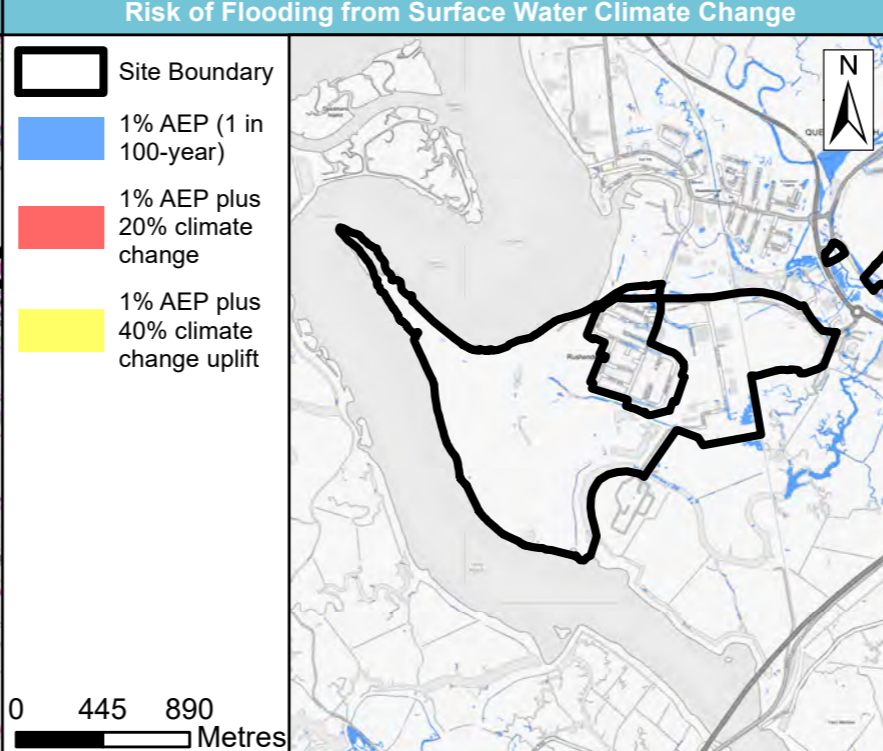 Risk of Flooding from Surface Water Climate Change
Site Boundary
1% AEP (1 in
100-year)
1% AEP plus
20% climate
change
1% AEP plus
40% climate
change uplift
0 445 890
Metres
N